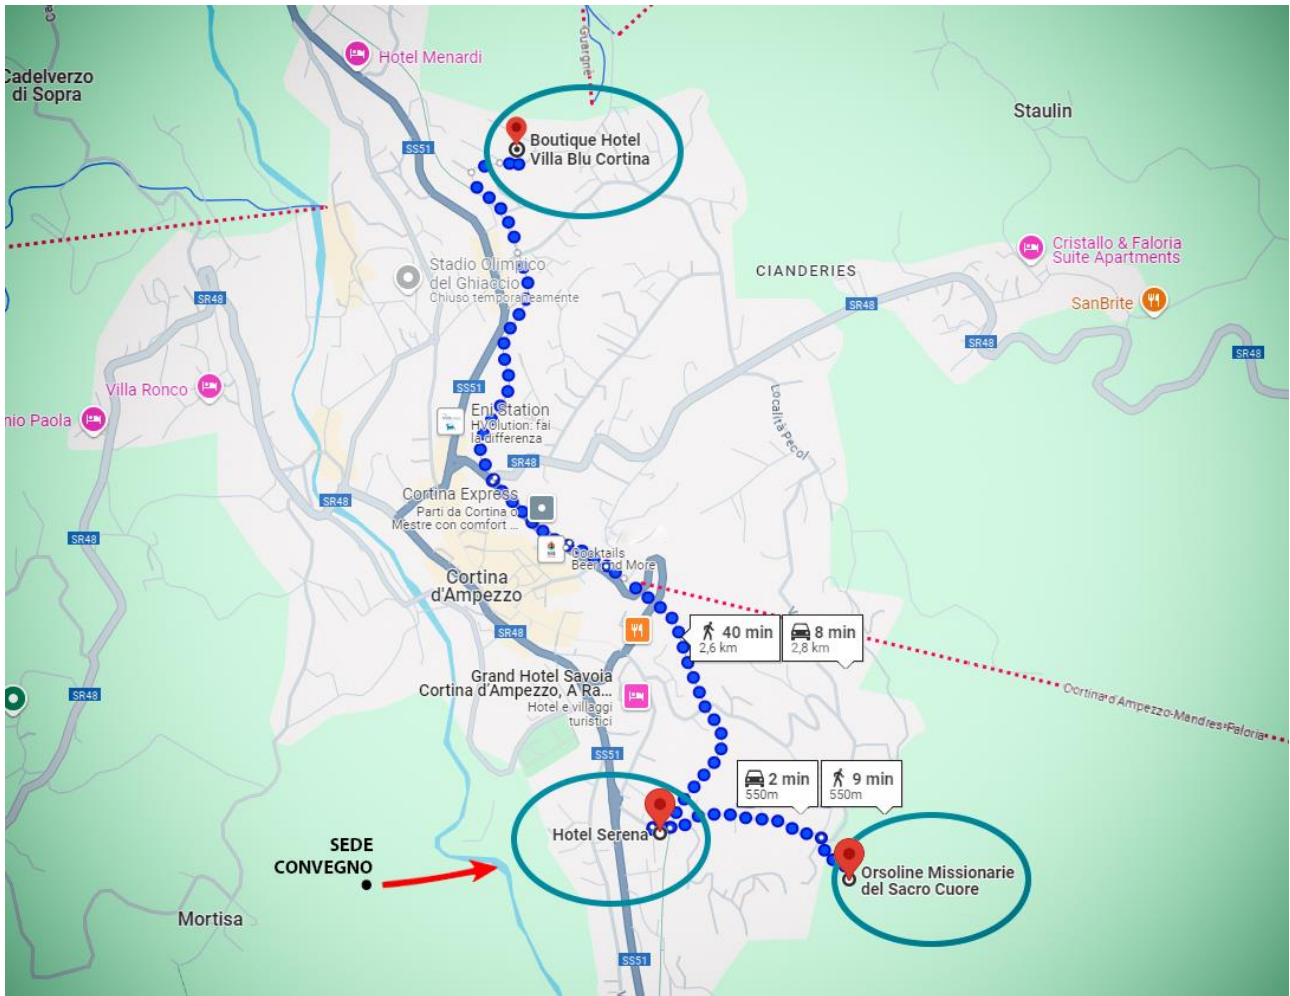 Hotel Menardi
Cadelverzo
di Sopra
Guargnè
Staulin
SS51
Boutique Hotel
Villa Blu Cortina
Cristallo & Faloria
Suite Apartments
CIANDERIES
Stadio Olimpico
del Ghiaccio
Chiuso temporaneamente
SR48
SR48
SanBrite
SR48
SR48
Villa Ronco
SS51
nio Paola
Eni Station
HVOlution: fai
la differenza
Località Pecol
SR48
Cortina Express
Parti da Cortina o
Mestre con comfort ...
SR48
SR48
Cocktails
Beer and More
Cortina
d'Ampezzo
SR48
40 min
2,6 km
8 min
2,8 km
Grand Hotel Savoia
Cortina d'Ampezzo, A Ra...
Hotel e villaggi
turistici
SR48
Cortina d'Ampezzo-Mandres-Faloria
SS51
2 min
550m
9 min
550m
Hotel Serena
SEDE
CONVEGNO
Orsoline Missionarie
del Sacro Cuore
Mortisa
SS51